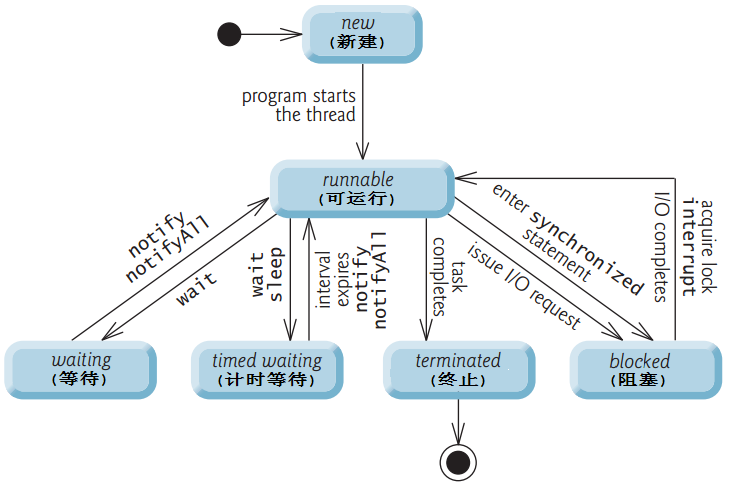 new
(新建)
program starts
the thread
runnable
(可运行)
notify
notifyAll
wait
wait
sleep
interval
expires
notify
notifyAll
task
completes
enter synchronized
statement
issue I/O request
acquire lock
interrupt
I/O completes
waiting
(等待)
timed waiting
(计时等待)
terminated
(终止)
blocked
(阻塞)